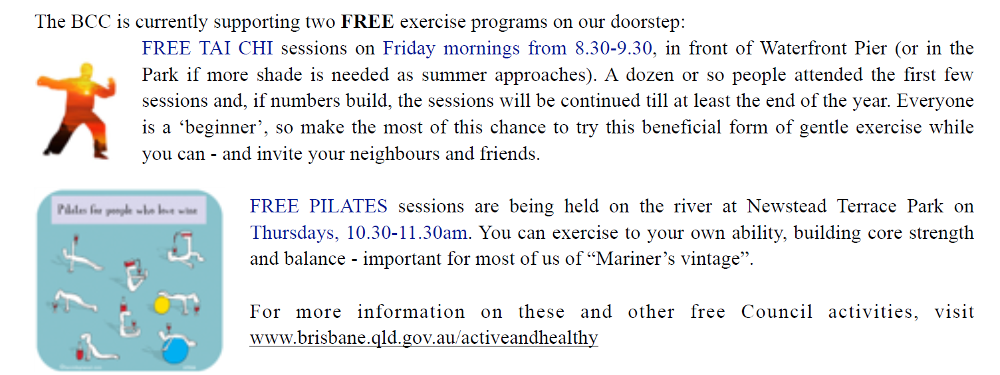 The BCC is currently supporting two FREE exercise programs on our doorstep:
FREE TAI CHI sessions on Friday mornings from 8.30-9.30, in front of Waterfront Pier (or in the
Park if more shade is needed as summer approaches). A dozen or so people attended the first few
sessions and, if numbers build, the sessions will be continued till at least the end of the year. Everyone
is a ‘beginner’, so make the most of this chance to try this beneficial form of gentle exercise while
you can - and invite your neighbours and friends.
Pilates for people who love wine
FREE PILATES sessions are being held on the river at Newstead Terrace Park on
Thursdays, 10.30-11.30am. You can exercise to your own ability, building core strength
and balance - important for most of us of “Mariner’s vintage”.
For more information on these and other free Council activities, visit
www.brisbane.qld.gov.au/activeandhealthy